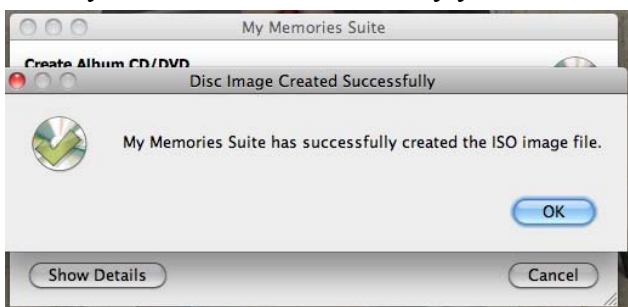 My Memories Suite
Create Album CD/DVD
Disc Image Created Successfully
My Memories Suite has successfully created the ISO image file.
OK
Show Details
Cancel